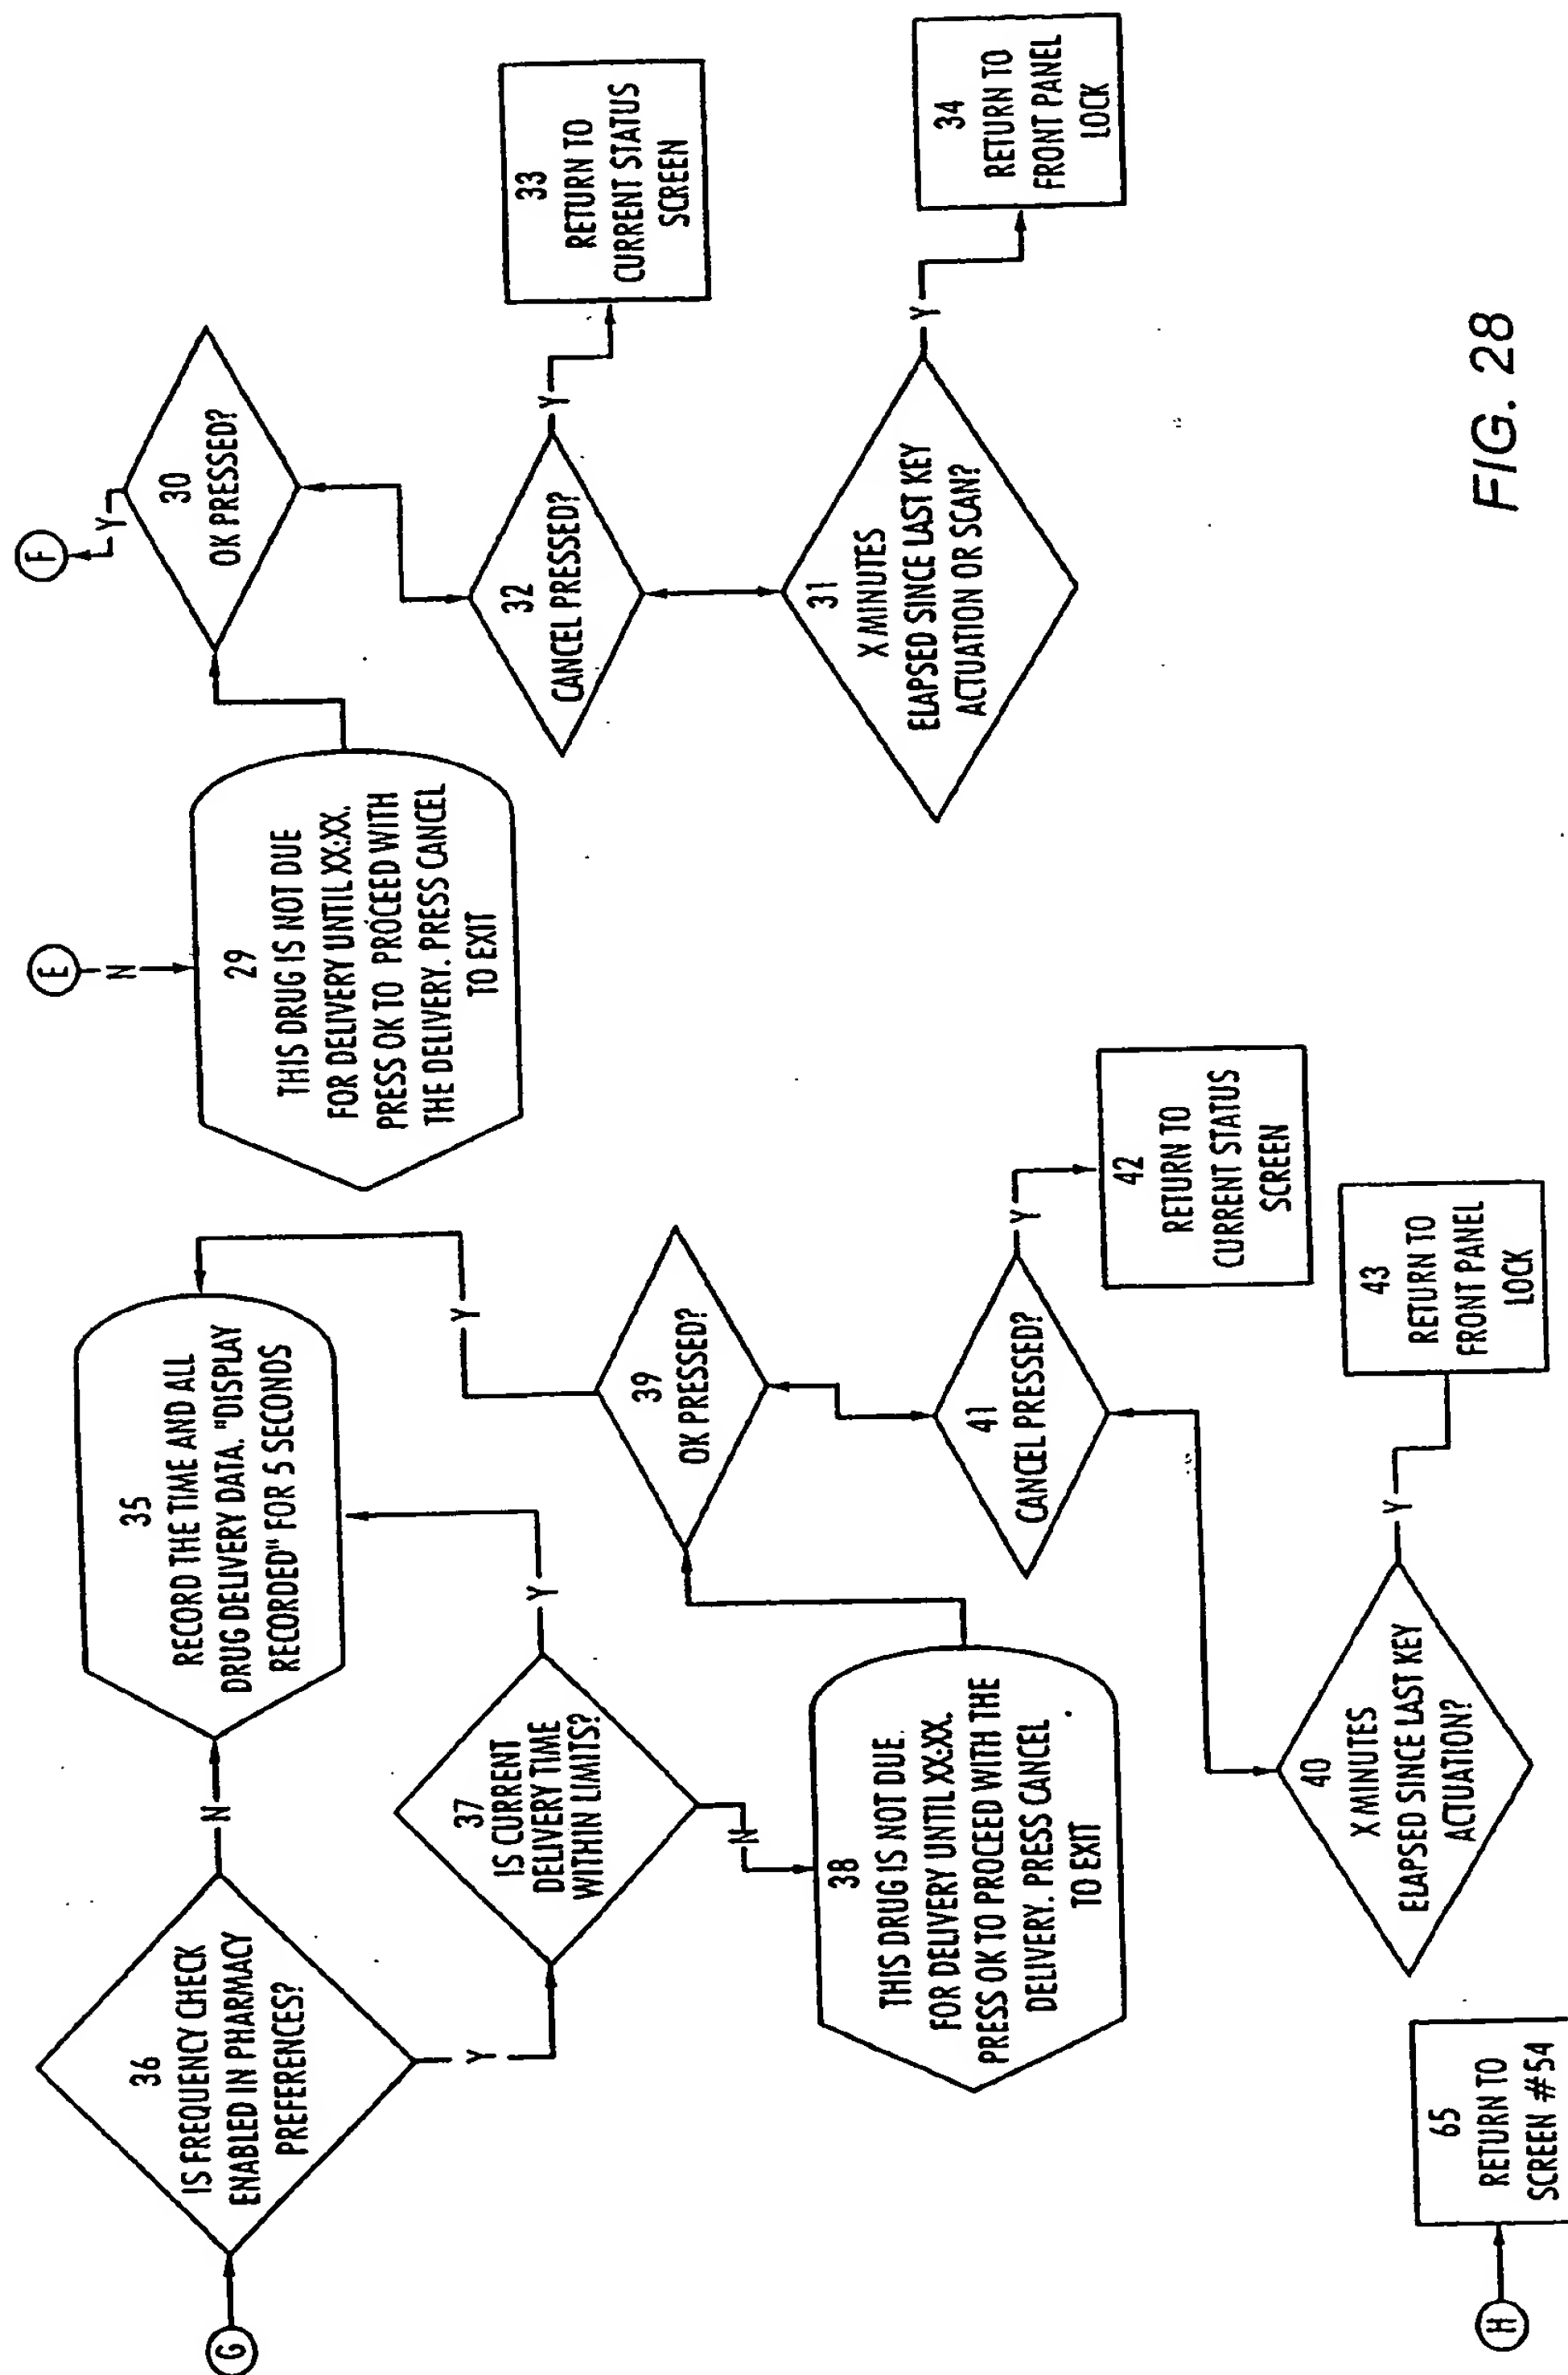 G
36
IS FREQUENCY CHECK
ENABLED IN PHARMACY
PREFERENCES?
N
Y
35
RECORD THE TIME AND ALL
DRUG DELIVERY DATA. "DISPLAY
RECORDED" FOR 5 SECONDS
37
IS CURRENT
DELIVERY TIME
WITHIN LIMITS?
Y
N
38
THIS DRUG IS NOT DUE
FOR DELIVERY UNTIL XX:XX.
PRESS OK TO PROCEED WITH THE
DELIVERY. PRESS CANCEL
TO EXIT
39
OK PRESSED?
Y
41
CANCEL PRESSED?
Y
42
RETURN TO
CURRENT STATUS
SCREEN
40
X MINUTES
ELAPSED SINCE LAST KEY
ACTUATION?
Y
43
RETURN TO
FRONT PANEL
LOCK
H
65
RETURN TO
SCREEN #54
E
N
29
THIS DRUG IS NOT DUE
FOR DELIVERY UNTIL XX:XX.
PRESS OK TO PROCEED WITH
THE DELIVERY. PRESS CANCEL
TO EXIT
F
Y
30
OK PRESSED?
32
CANCEL PRESSED?
Y
33
RETURN TO
CURRENT STATUS
SCREEN
31
X MINUTES
ELAPSED SINCE LAST KEY
ACTUATION OR SCAN?
Y
34
RETURN TO
FRONT PANEL
LOCK
FIG. 28